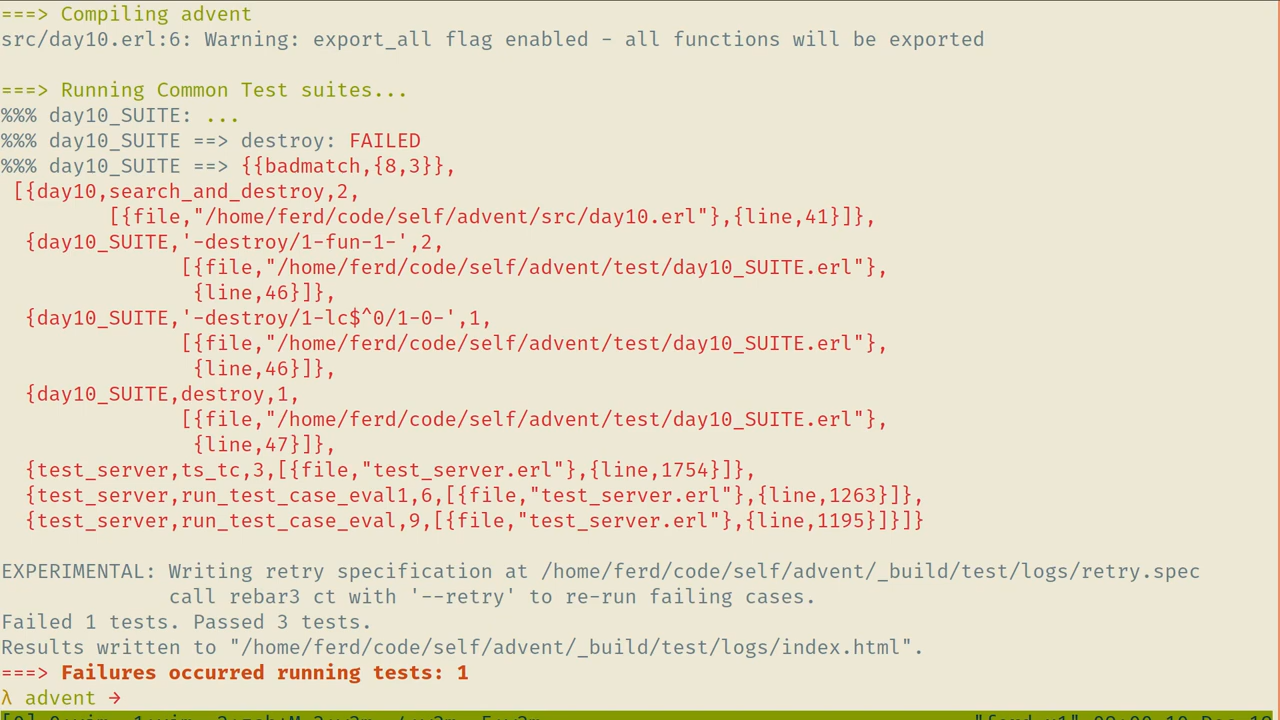 ===> Compiling advent
src/day10.erl:6: Warning: export_all flag enabled - all functions will be exported
===> Running Common Test suites...
%%% day10_SUITE: ...
%%% day10_SUITE ==> destroy: FAILED
%%% day10_SUITE ==> {{badmatch,{8,3}},
[{day10,search_and_destroy,2,
[{file,"/home/ferd/code/self/advent/src/day10.erl"},{line,41}]},
{day10_SUITE,'-destroy/1-fun-1-',2,
[{file,"/home/ferd/code/self/advent/test/day10_SUITE.erl"},
{line,46}]},
{day10_SUITE,'-destroy/1-lc$^0/1-0-',1,
[{file,"/home/ferd/code/self/advent/test/day10_SUITE.erl"},
{line,46}]},
{day10_SUITE,destroy,1,
[{file,"/home/ferd/code/self/advent/test/day10_SUITE.erl"},
{line,47}]},
{test_server,ts_tc,3,[{file,"test_server.erl"},{line,1754}]},
{test_server,run_test_case_eval1,6,[{file,"test_server.erl"},{line,1263}]},
{test_server,run_test_case_eval,9,[{file,"test_server.erl"},{line,1195}]}]}
EXPERIMENTAL: Writing retry specification at /home/ferd/code/self/advent/_build/test/logs/retry.spec
call rebar3 ct with '--retry' to re-run failing cases.
Failed 1 tests. Passed 3 tests.
Results written to "/home/ferd/code/self/advent/_build/test/logs/index.html".
===> Failures occurred running tests: 1
λ advent →